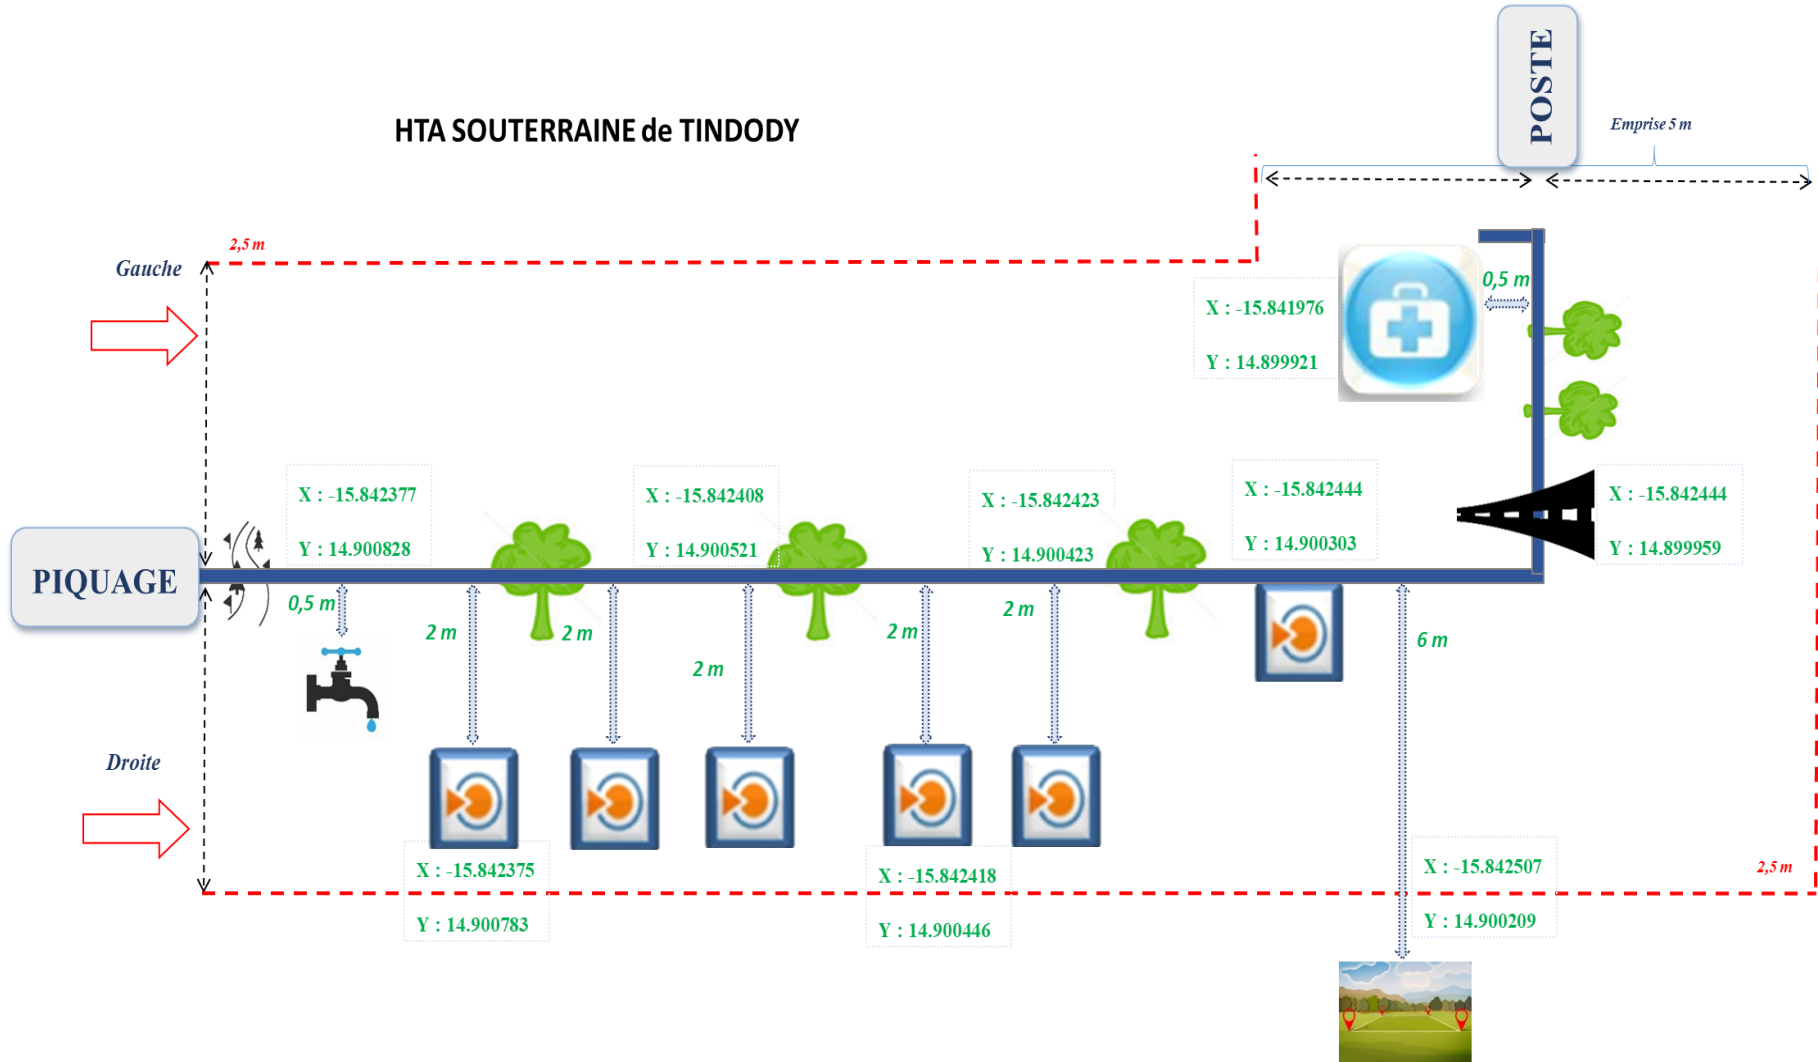 POSTE
Emprise 5 m
HTA SOUTERRAINE de TINDODY
2,5 m
Gauche
0,5 m
X : -15.841976
Y : 14.899921
X : -15.842377
Y : 14.900828
X : -15.842408
Y : 14.900521
X : -15.842423
Y : 14.900423
X : -15.842444
Y : 14.900303
X : -15.842444
Y : 14.899959
PIQUAGE
0,5 m
2 m
2 m
2 m
2 m
2 m
6 m
Droite
X : -15.842375
Y : 14.900783
X : -15.842418
Y : 14.900446
X : -15.842507
Y : 14.900209
2,5 m